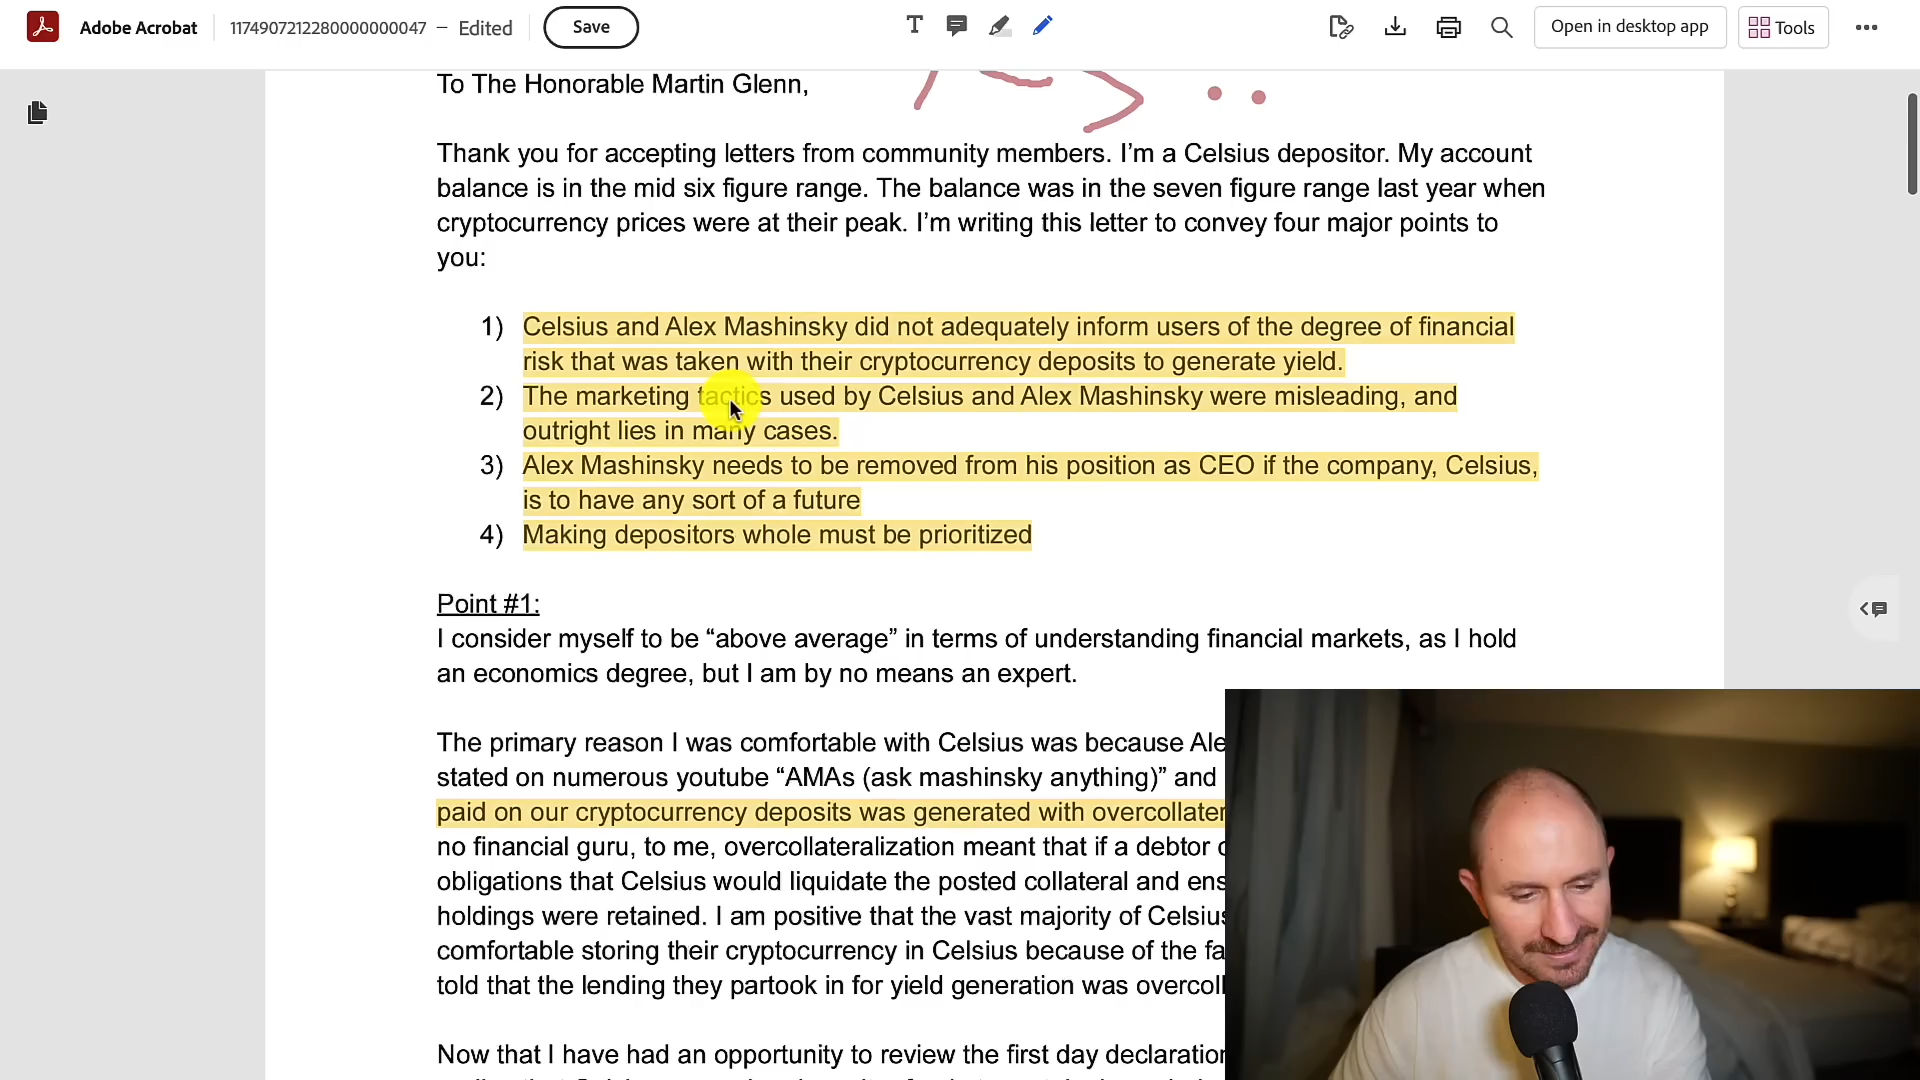 Adobe Acrobat
1174907212280000000047 – Edited
Save
T
Open in desktop app
Tools
To The Honorable Martin Glenn,
Thank you for accepting letters from community members. I’m a Celsius depositor. My account
balance is in the mid six figure range. The balance was in the seven figure range last year when
cryptocurrency prices were at their peak. I’m writing this letter to convey four major points to
you:
1) Celsius and Alex Mashinsky did not adequately inform users of the degree of financial
risk that was taken with their cryptocurrency deposits to generate yield.
2) The marketing tactics used by Celsius and Alex Mashinsky were misleading, and
outright lies in many cases.
3) Alex Mashinsky needs to be removed from his position as CEO if the company, Celsius,
is to have any sort of a future
4) Making depositors whole must be prioritized
Point #1:
I consider myself to be “above average” in terms of understanding financial markets, as I hold
an economics degree, but I am by no means an expert.
The primary reason I was comfortable with Celsius was because Ale
stated on numerous youtube “AMAs (ask mashinsky anything)” and
paid on our cryptocurrency deposits was generated with overcollater
no financial guru, to me, overcollateralization meant that if a debtor
obligations that Celsius would liquidate the posted collateral and ens
holdings were retained. I am positive that the vast majority of Celsius
comfortable storing their cryptocurrency in Celsius because of the fa
told that the lending they partook in for yield generation was overcoll
Now that I have had an opportunity to review the first day declaration